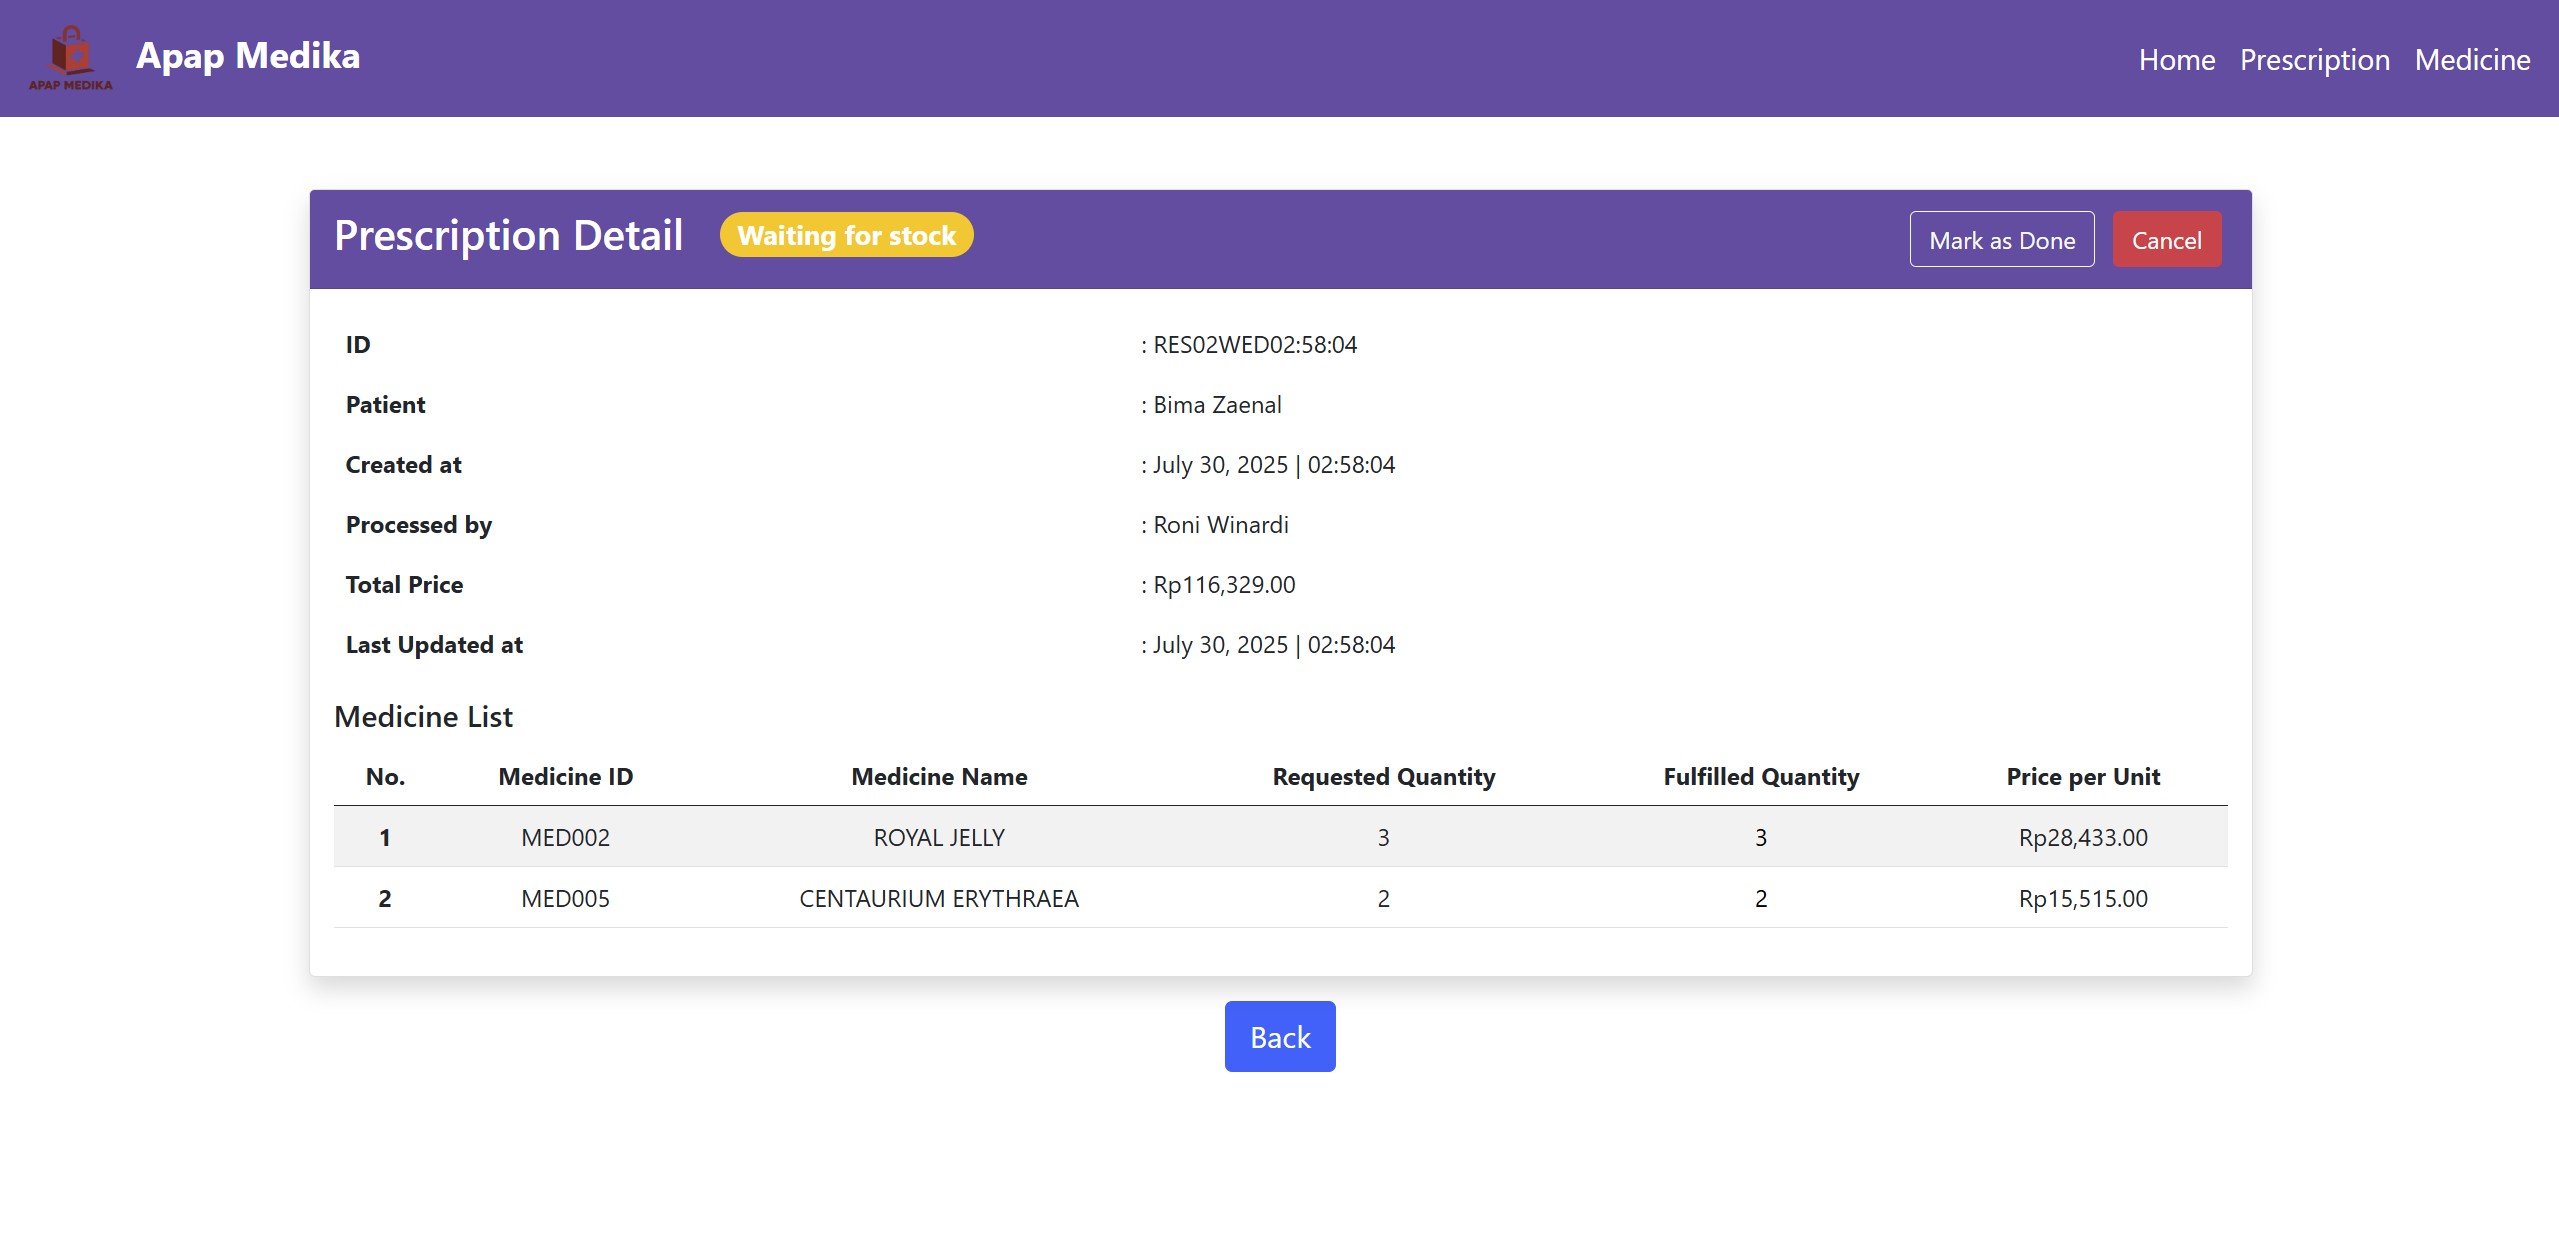 APAP MEDIKA
Apap Medika
Home Prescription Medicine
Prescription Detail Waiting for stock Mark as Done Cancel
ID : RES02WED02:58:04
Patient : Bima Zaenal
Created at : July 30, 2025 | 02:58:04
Processed by : Roni Winardi
Total Price : Rp116,329.00
Last Updated at : July 30, 2025 | 02:58:04
Medicine List
No. Medicine ID Medicine Name Requested Quantity Fulfilled Quantity Price per Unit
1 MED002 ROYAL JELLY 3 3 Rp28,433.00
2 MED005 CENTAURIUM ERYTHRAEA 2 2 Rp15,515.00
Back